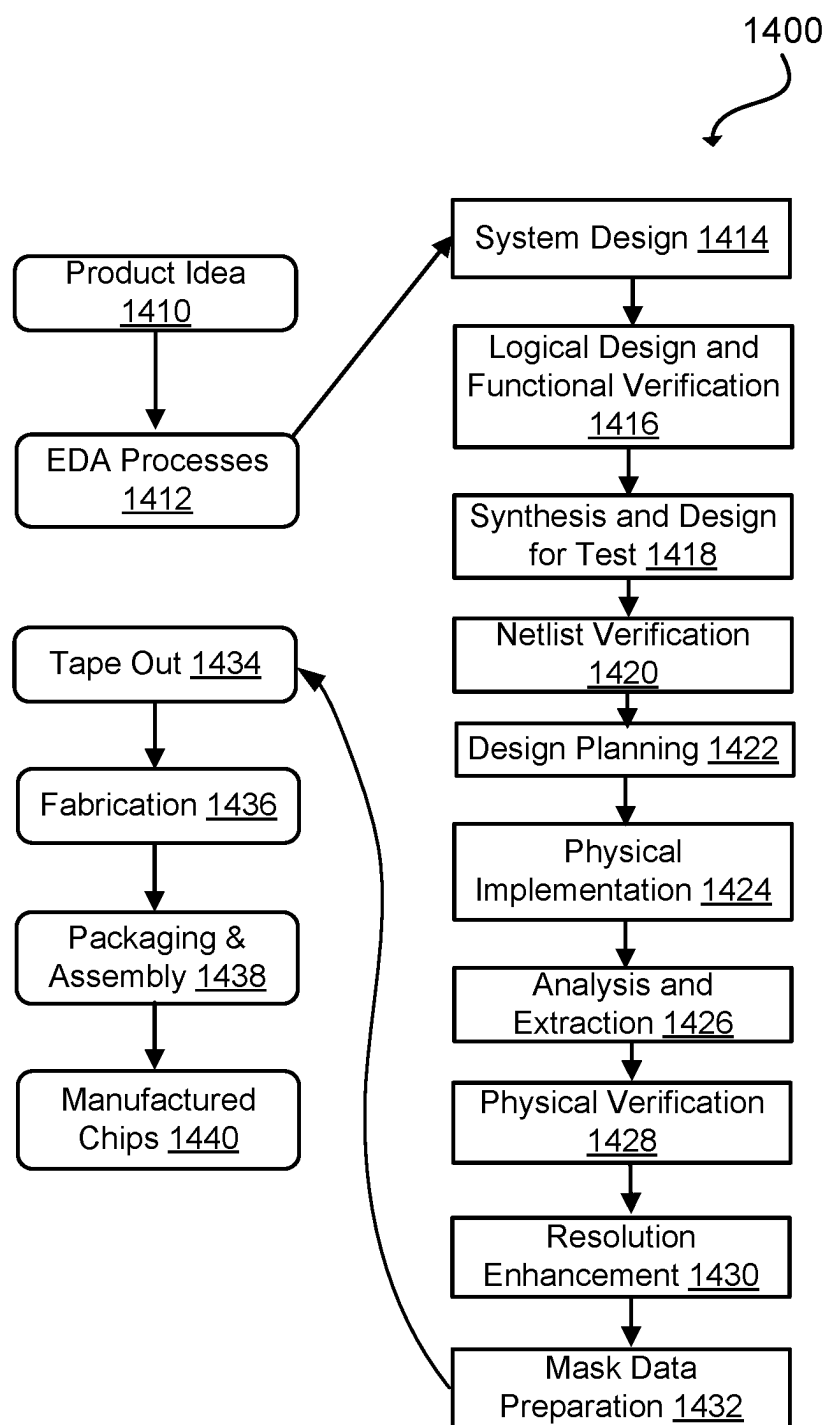 1400
Product Idea
1410
EDA Processes
1412
System Design 1414
Logical Design and
Functional Verification
1416
Synthesis and Design
for Test 1418
Netlist Verification
1420
Design Planning 1422
Physical
Implementation 1424
Analysis and
Extraction 1426
Physical Verification
1428
Resolution
Enhancement 1430
Mask Data
Preparation 1432
Tape Out 1434
Fabrication 1436
Packaging &
Assembly 1438
Manufactured
Chips 1440